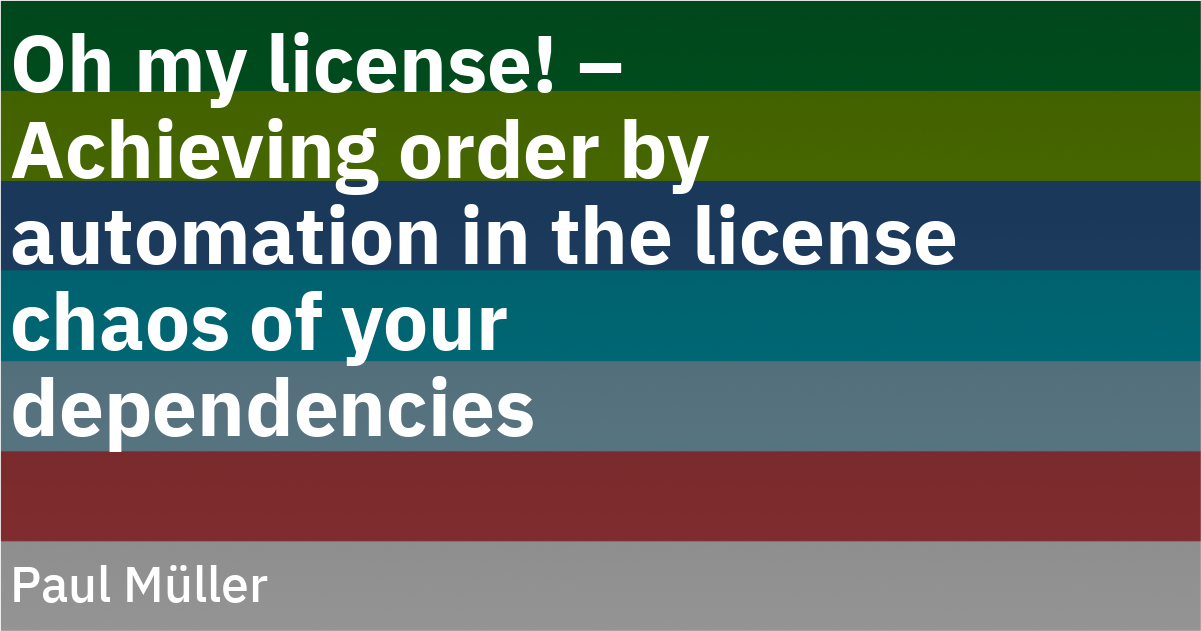 Oh my license! –
Achieving order by
automation in the license
chaos of your
dependencies
Paul Müller